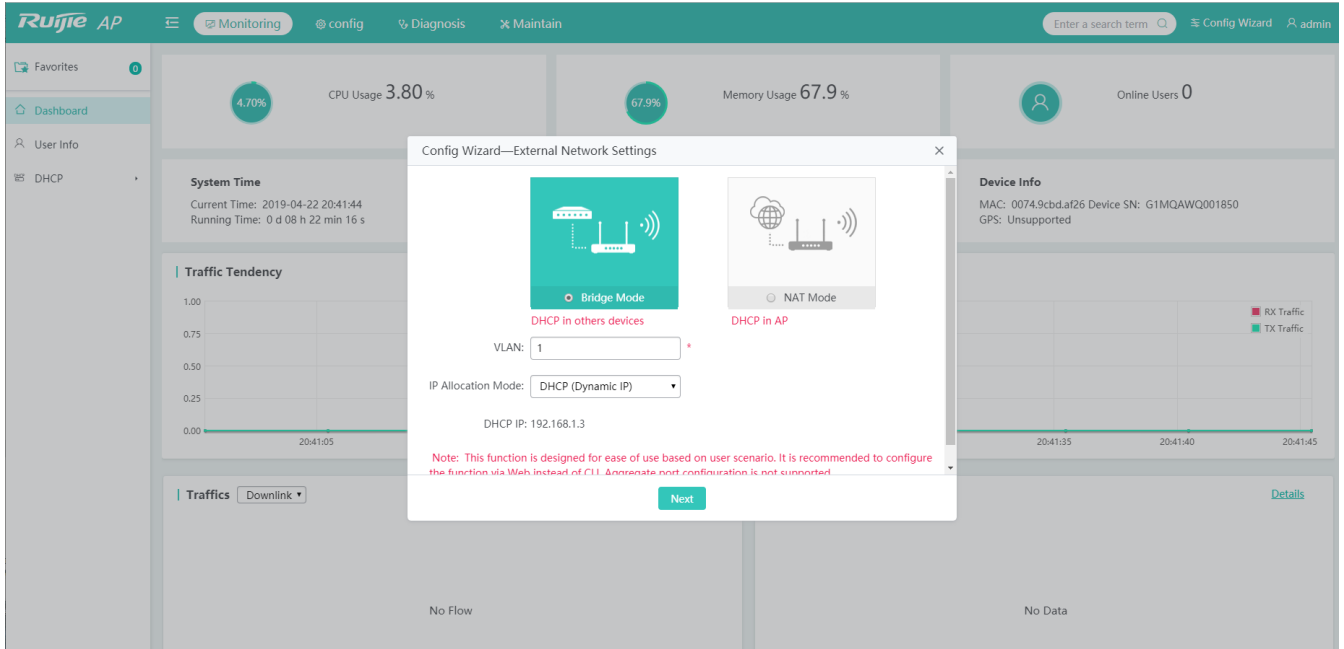 Ruijie AP
Monitoring
config
Diagnosis
Maintain
Enter a search term
Config Wizard
admin
Favorites
0
Dashboard
User Info
DHCP
4.70%
CPU Usage 3.80 %
67.9%
Memory Usage 67.9 %
Online Users 0
System Time
Current Time: 2019-04-22 20:41:44
Running Time: 0 d 08 h 22 min 16 s
Device Info
MAC: 0074.9cbd.af26 Device SN: G1MQAWQ001850
GPS: Unsupported
Config Wizard—External Network Settings
Bridge Mode
NAT Mode
DHCP in others devices
DHCP in AP
VLAN: 1 *
IP Allocation Mode: DHCP (Dynamic IP)
DHCP IP: 192.168.1.3
Note: This function is designed for ease of use based on user scenario. It is recommended to configure
the function via Web instead of CLI. Aggregate port configuration is not supported
Next
Traffic Tendency
1.00
0.75
0.50
0.25
0.00
20:41:05
20:41:35
20:41:40
20:41:45
RX Traffic
TX Traffic
Traffics Downlink
Details
No Flow
No Data